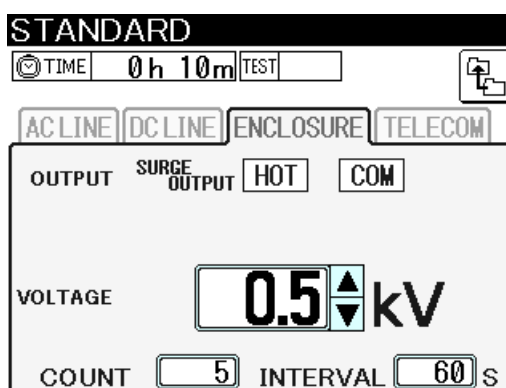 STANDARD
TIME 0h 10m TEST
AC LINE DC LINE ENCLOSURE TELECOM
OUTPUT SURGE OUTPUT HOT COM
VOLTAGE 0.5 kV
COUNT 5 INTERVAL 60 S